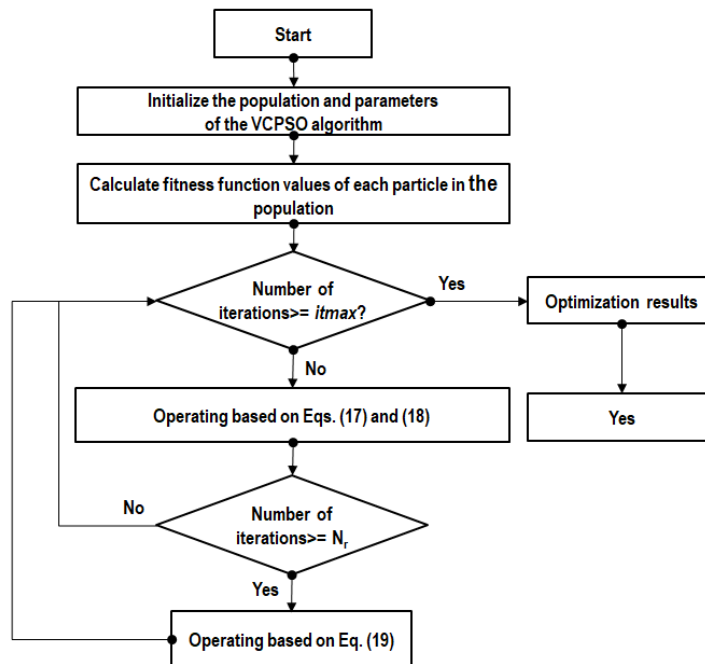 Start
Initialize the population and parameters
of the VCPSO algorithm
Calculate fitness function values of each particle in the
population
Number of
iterations>= itmax?
Yes
Optimization results
No
Yes
Operating based on Eqs. (17) and (18)
No
Number of
iterations>= Nr
Yes
Operating based on Eq. (19)